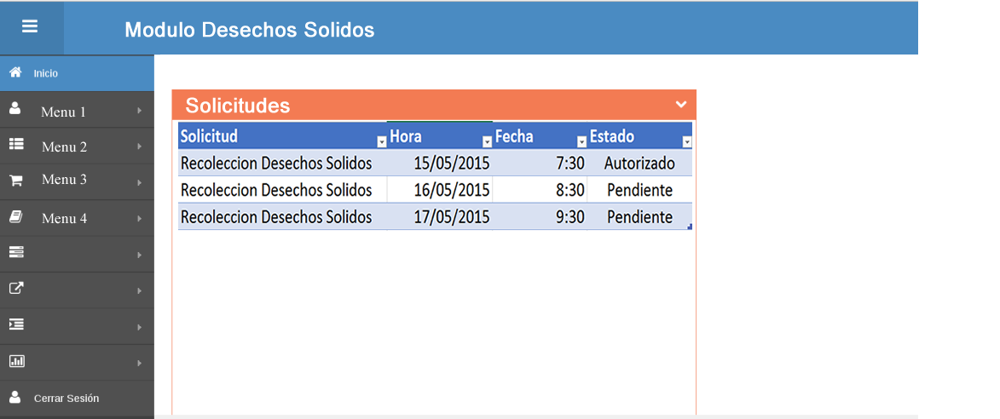 Modulo Desechos Solidos
Inicio
Menu 1
Menu 2
Menu 3
Menu 4
Cerrar Sesión
Solicitudes
Solicitud Hora Fecha Estado
Recoleccion Desechos Solidos 15/05/2015 7:30 Autorizado
Recoleccion Desechos Solidos 16/05/2015 8:30 Pendiente
Recoleccion Desechos Solidos 17/05/2015 9:30 Pendiente